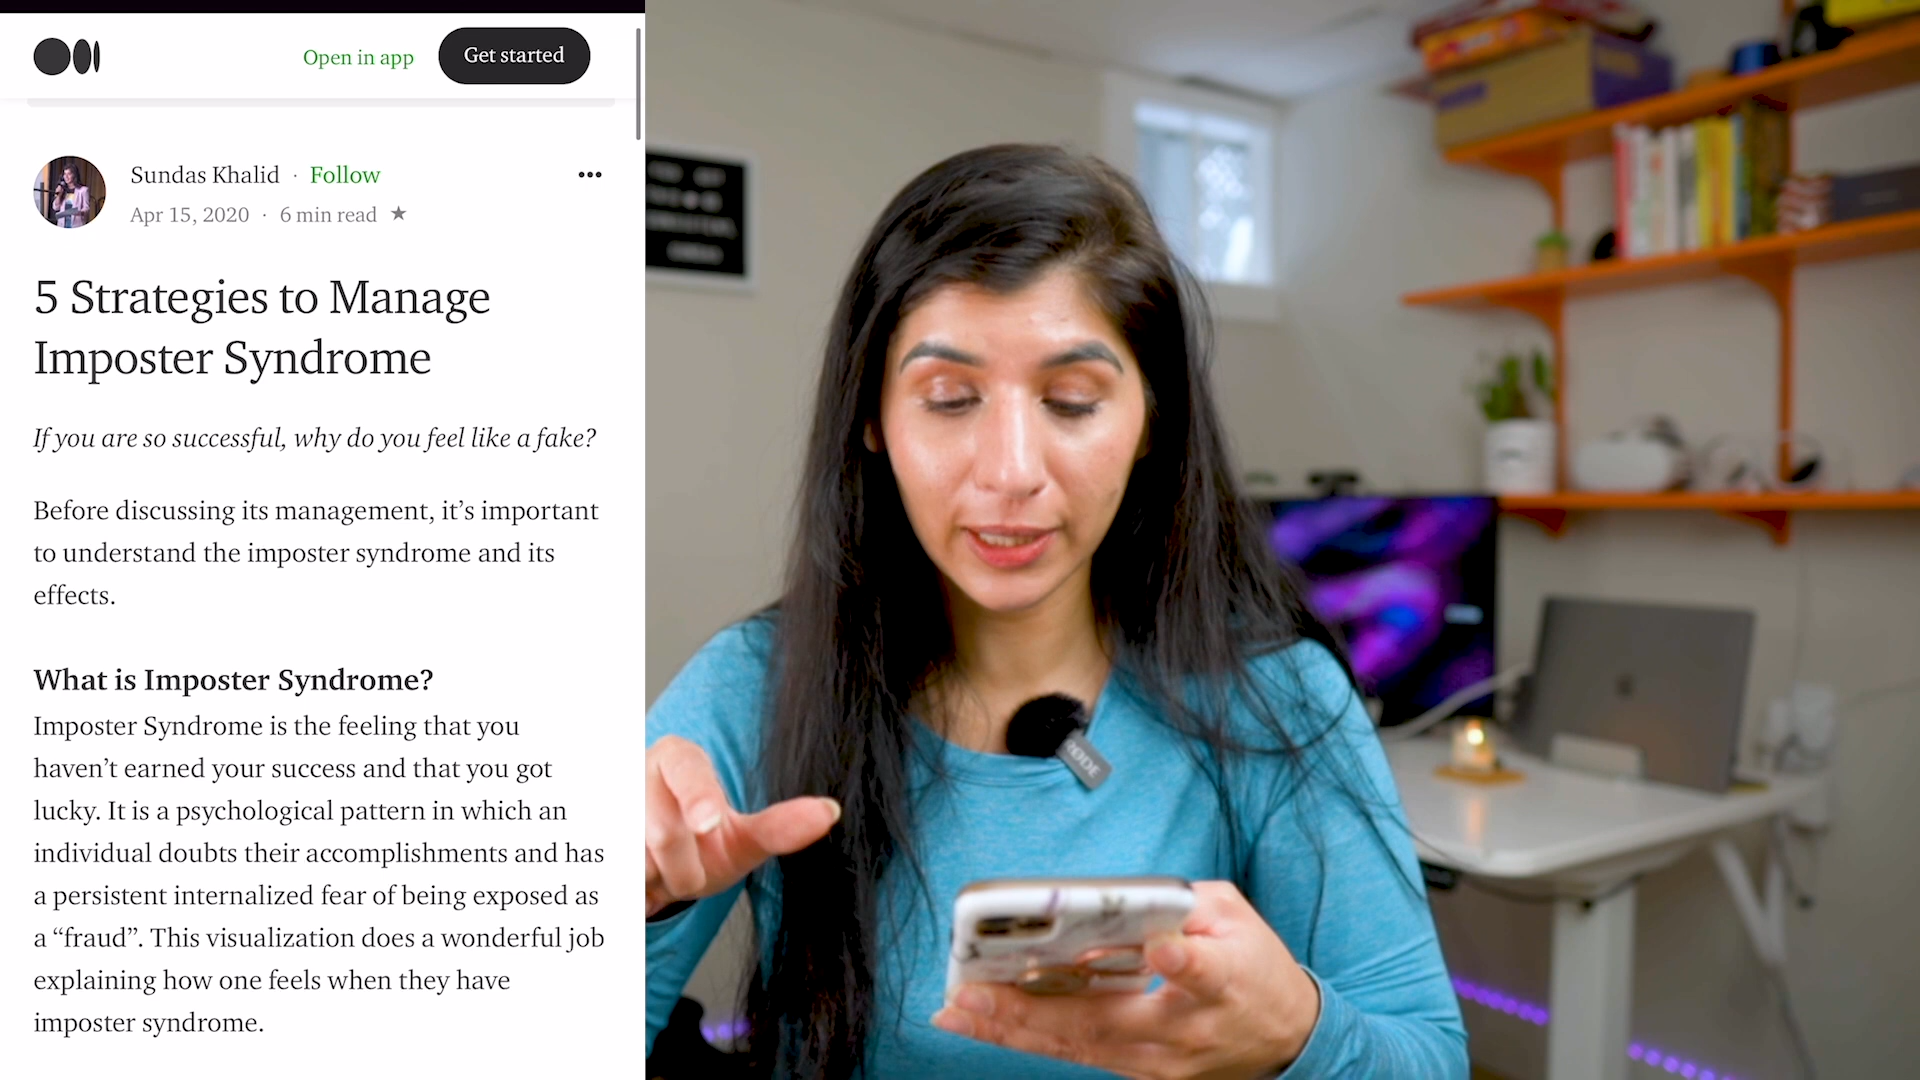 Open in app
Get started
Sundas Khalid · Follow
Apr 15, 2020 · 6 min read ★
5 Strategies to Manage
Imposter Syndrome
If you are so successful, why do you feel like a fake?
Before discussing its management, it’s important
to understand the imposter syndrome and its
effects.
What is Imposter Syndrome?
Imposter Syndrome is the feeling that you
haven’t earned your success and that you got
lucky. It is a psychological pattern in which an
individual doubts their accomplishments and has
a persistent internalized fear of being exposed as
a “fraud”. This visualization does a wonderful job
explaining how one feels when they have
imposter syndrome.
RODE